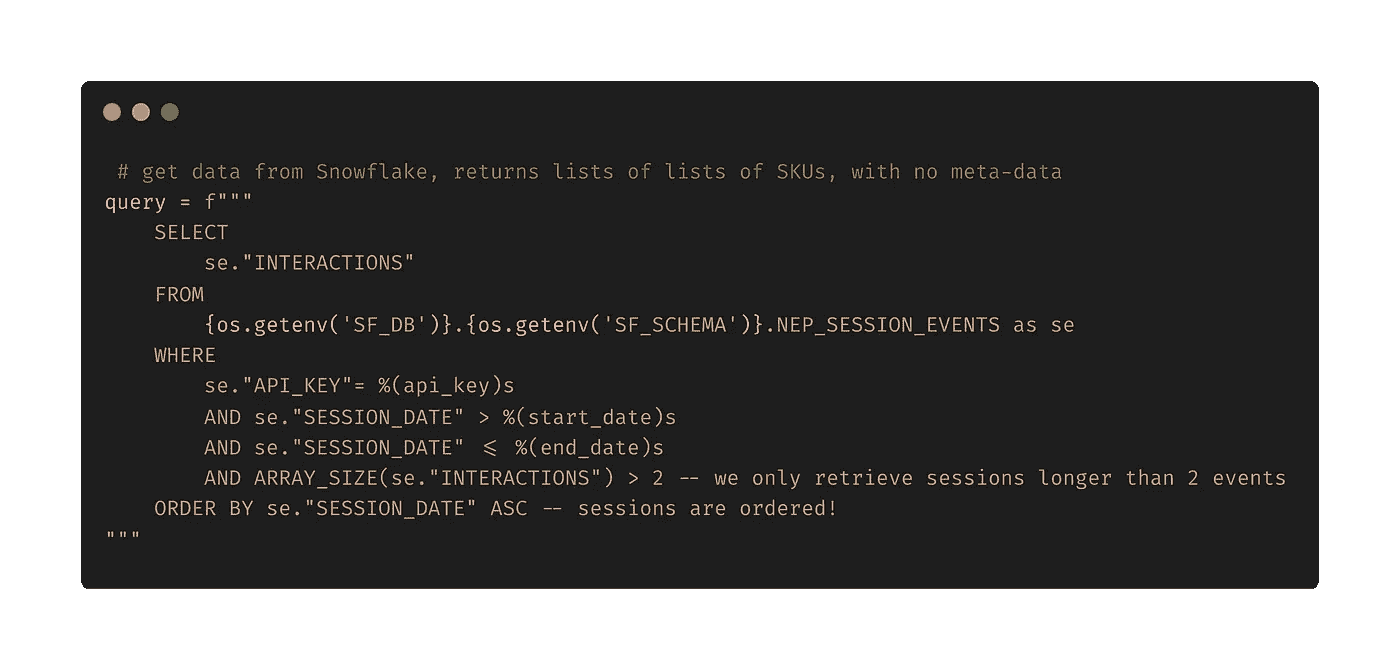 # get data from Snowflake, returns lists of lists of SKUs, with no meta-data
query = f"""
    SELECT
        se."INTERACTIONS"
    FROM
        {os.getenv('SF_DB')}.{os.getenv('SF_SCHEMA')}.NEP_SESSION_EVENTS as se
    WHERE
        se."API_KEY"= %(api_key)s
        AND se."SESSION_DATE" > %(start_date)s
        AND se."SESSION_DATE" <= %(end_date)s
        AND ARRAY_SIZE(se."INTERACTIONS") > 2 -- we only retrieve sessions longer than 2 events
    ORDER BY se."SESSION_DATE" ASC -- sessions are ordered!
"""